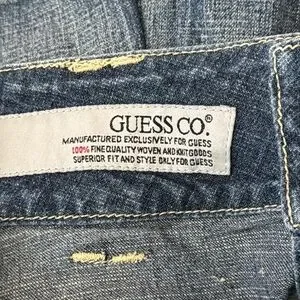 GUESS CO.®
MANUFACTURED EXCLUSIVELY FOR GUESS
100% FINE QUALITY WOVEN AND KNIT GOODS
SUPERIOR FIT AND STYLE ONLY FOR GUESS